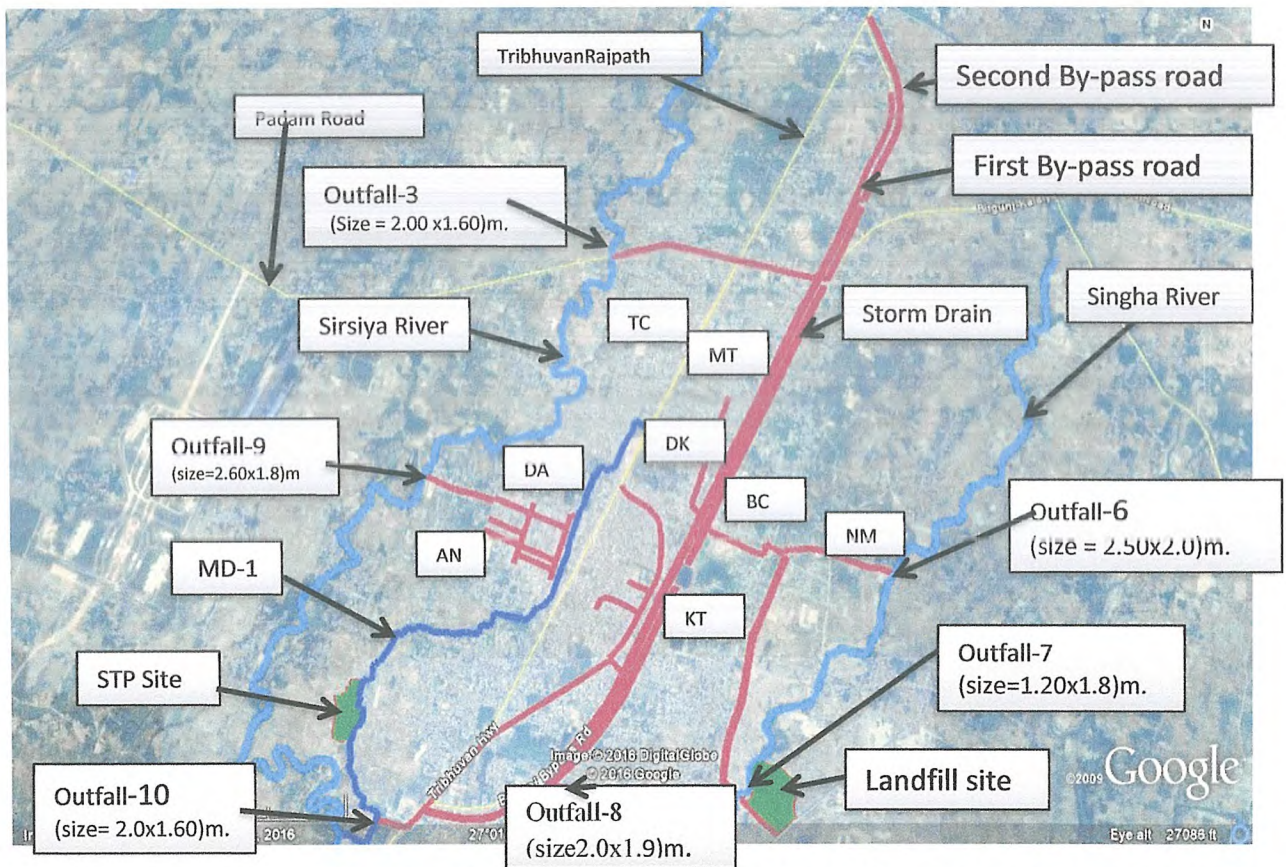 N
TribhuvanRajpath
Second By-pass road
Padam Road
First By-pass road
Outfall-3
(Size = 2.00 x1.60)m.
Singha River
Sirsiya River
TC
Storm Drain
MT
Outfall-9
(size=2.60x1.8)m
DA
DK
BC
Outfall-6
(size = 2.50x2.0)m.
AN
NM
MD-1
KT
Outfall-7
(size=1.20x1.8)m.
STP Site
Tribhuvan Hwy
Image © 2016 DigitalGlobe
© 2016 Google
©2009 Google
Landfill site
Outfall-10
(size= 2.0x1.60)m.
Outfall-8
(size2.0x1.9)m.
2016
27°01
Eye alt 27086 ft